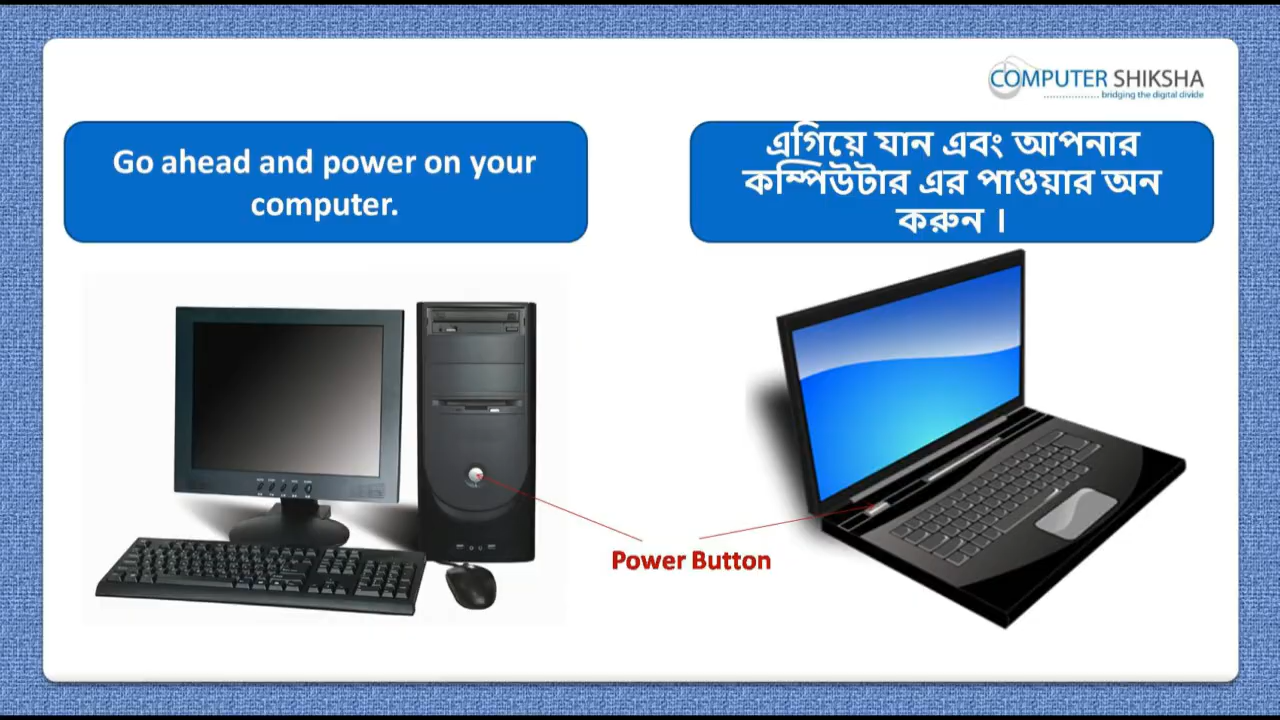 COMPUTER SHIKSHA
bridging the digital divide
Go ahead and power on your
computer.
এগিয়ে যান এবং আপনার
কম্পিউটার এর পাওয়ার অন
করুন ।
Power Button